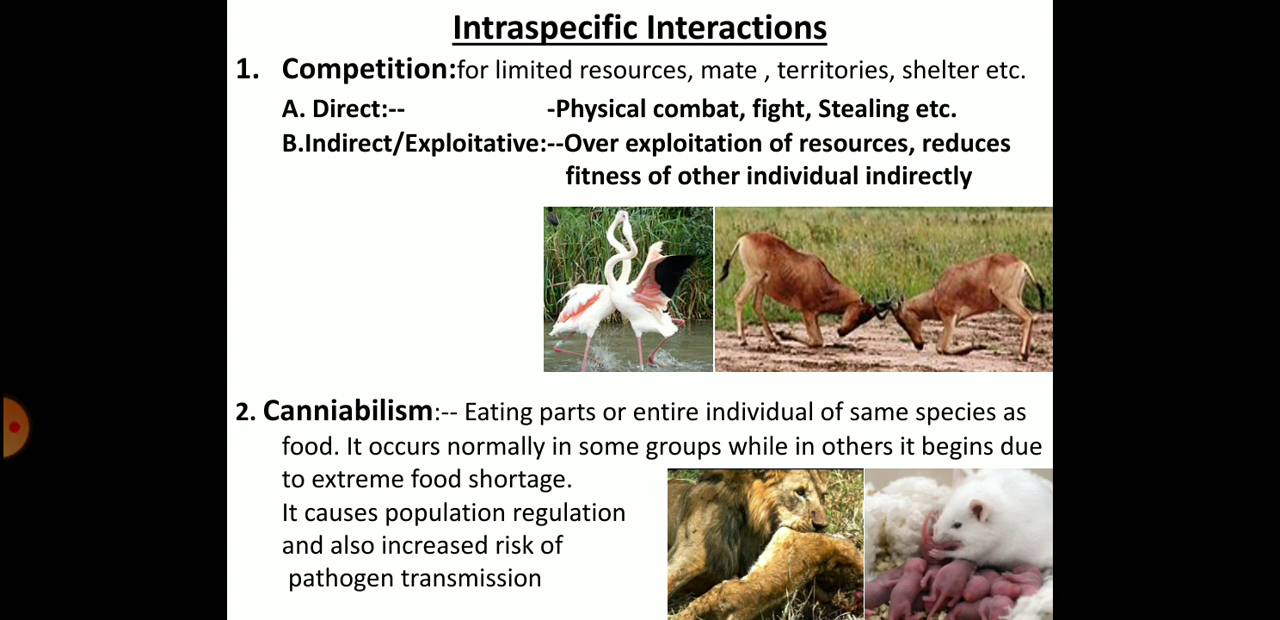 Intraspecific Interactions
1. Competition:for limited resources, mate , territories, shelter etc.
A. Direct:-- -Physical combat, fight, Stealing etc.
B.Indirect/Exploitative:--Over exploitation of resources, reduces
fitness of other individual indirectly
2. Canniabilism:-- Eating parts or entire individual of same species as
food. It occurs normally in some groups while in others it begins due
to extreme food shortage.
It causes population regulation
and also increased risk of
pathogen transmission